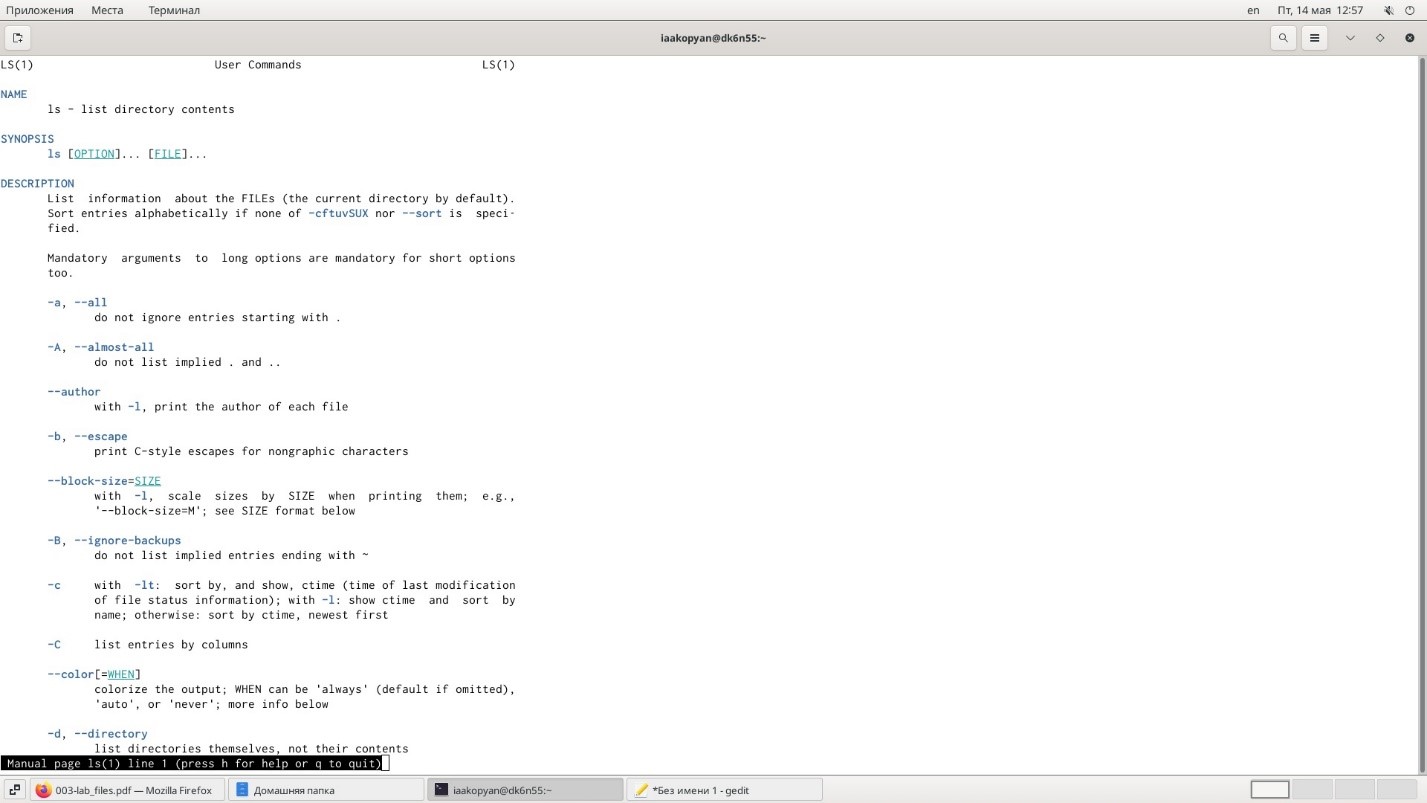 Приложения Места Терминал en Пт, 14 мая 12:57
iaakopyan@dk6n55:~
LS(1) User Commands LS(1)
NAME
ls - list directory contents
SYNOPSIS
ls [OPTION]... [FILE]...
DESCRIPTION
List information about the FILEs (the current directory by default).
Sort entries alphabetically if none of -cftuvSUX nor --sort is speci-
fied.
Mandatory arguments to long options are mandatory for short options
too.
-a, --all
do not ignore entries starting with .
-A, --almost-all
do not list implied . and ..
--author
with -l, print the author of each file
-b, --escape
print C-style escapes for nongraphic characters
--block-size=SIZE
with -l, scale sizes by SIZE when printing them; e.g.,
'--block-size=M'; see SIZE format below
-B, --ignore-backups
do not list implied entries ending with ~
-c with -lt: sort by, and show, ctime (time of last modification
of file status information); with -l: show ctime and sort by
name; otherwise: sort by ctime, newest first
-C list entries by columns
--color[=WHEN]
colorize the output; WHEN can be 'always' (default if omitted),
'auto', or 'never'; more info below
-d, --directory
list directories themselves, not their contents
Manual page ls(1) line 1 (press h for help or q to quit)
003-lab_files.pdf — Mozilla Firefox Домашняя папка iaakopyan@dk6n55:~ *Без имени 1 - gedit